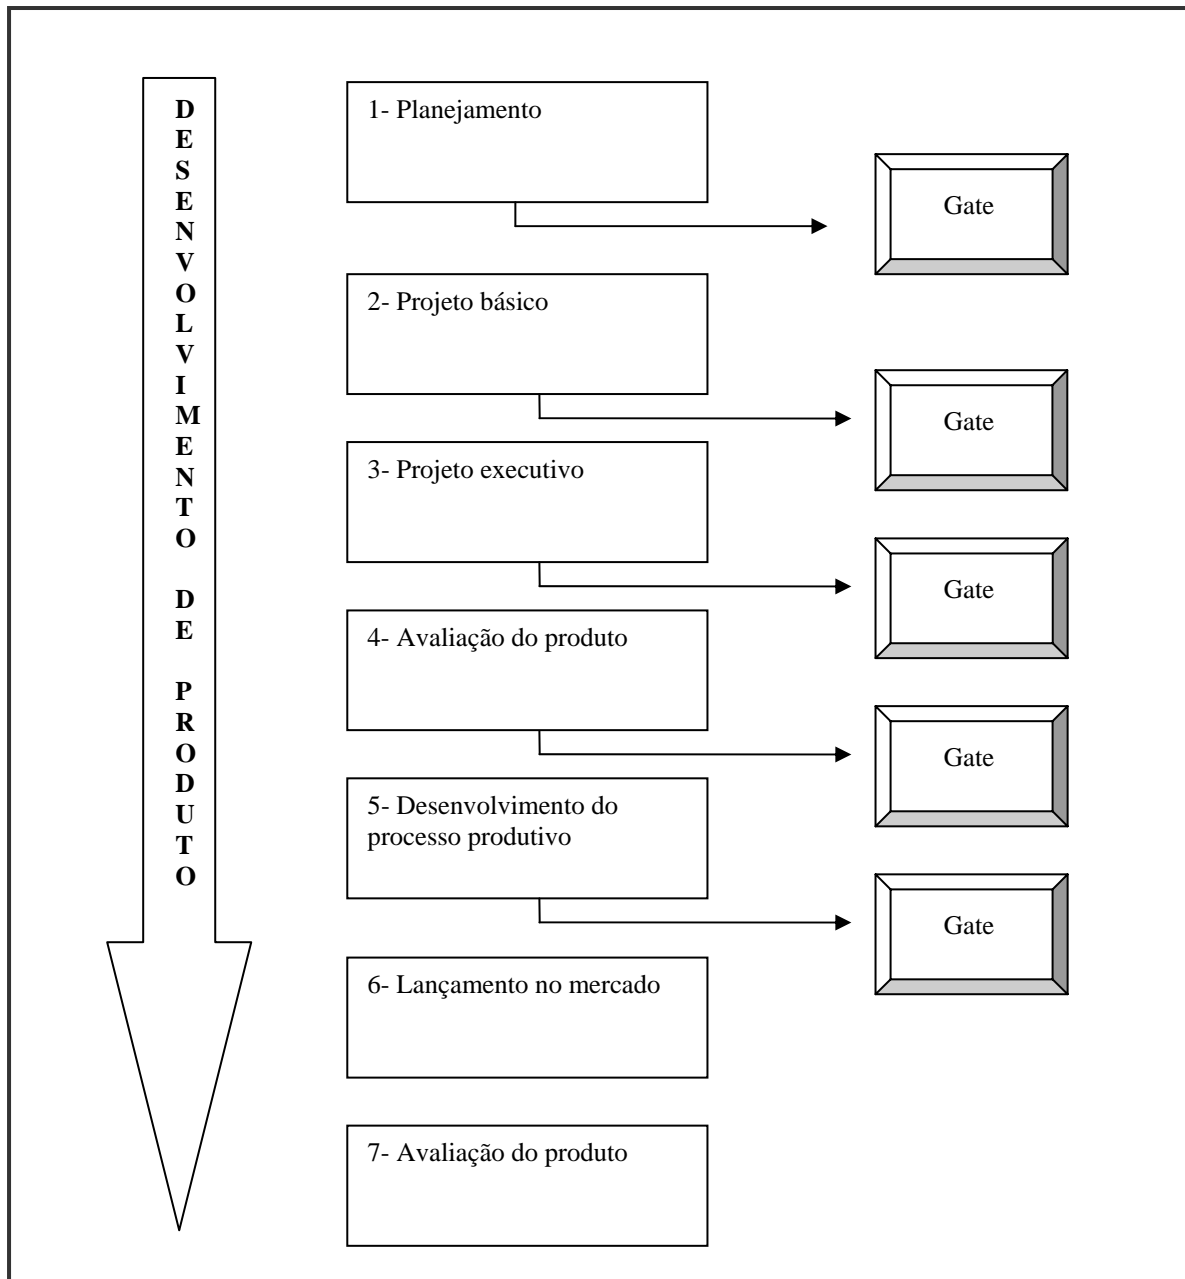 DESENVOLVIMENTO DE PRODUTO
1- Planejamento
Gate
2- Projeto básico
Gate
3- Projeto executivo
Gate
4- Avaliação do produto
Gate
5- Desenvolvimento do
processo produtivo
Gate
6- Lançamento no mercado
7- Avaliação do produto